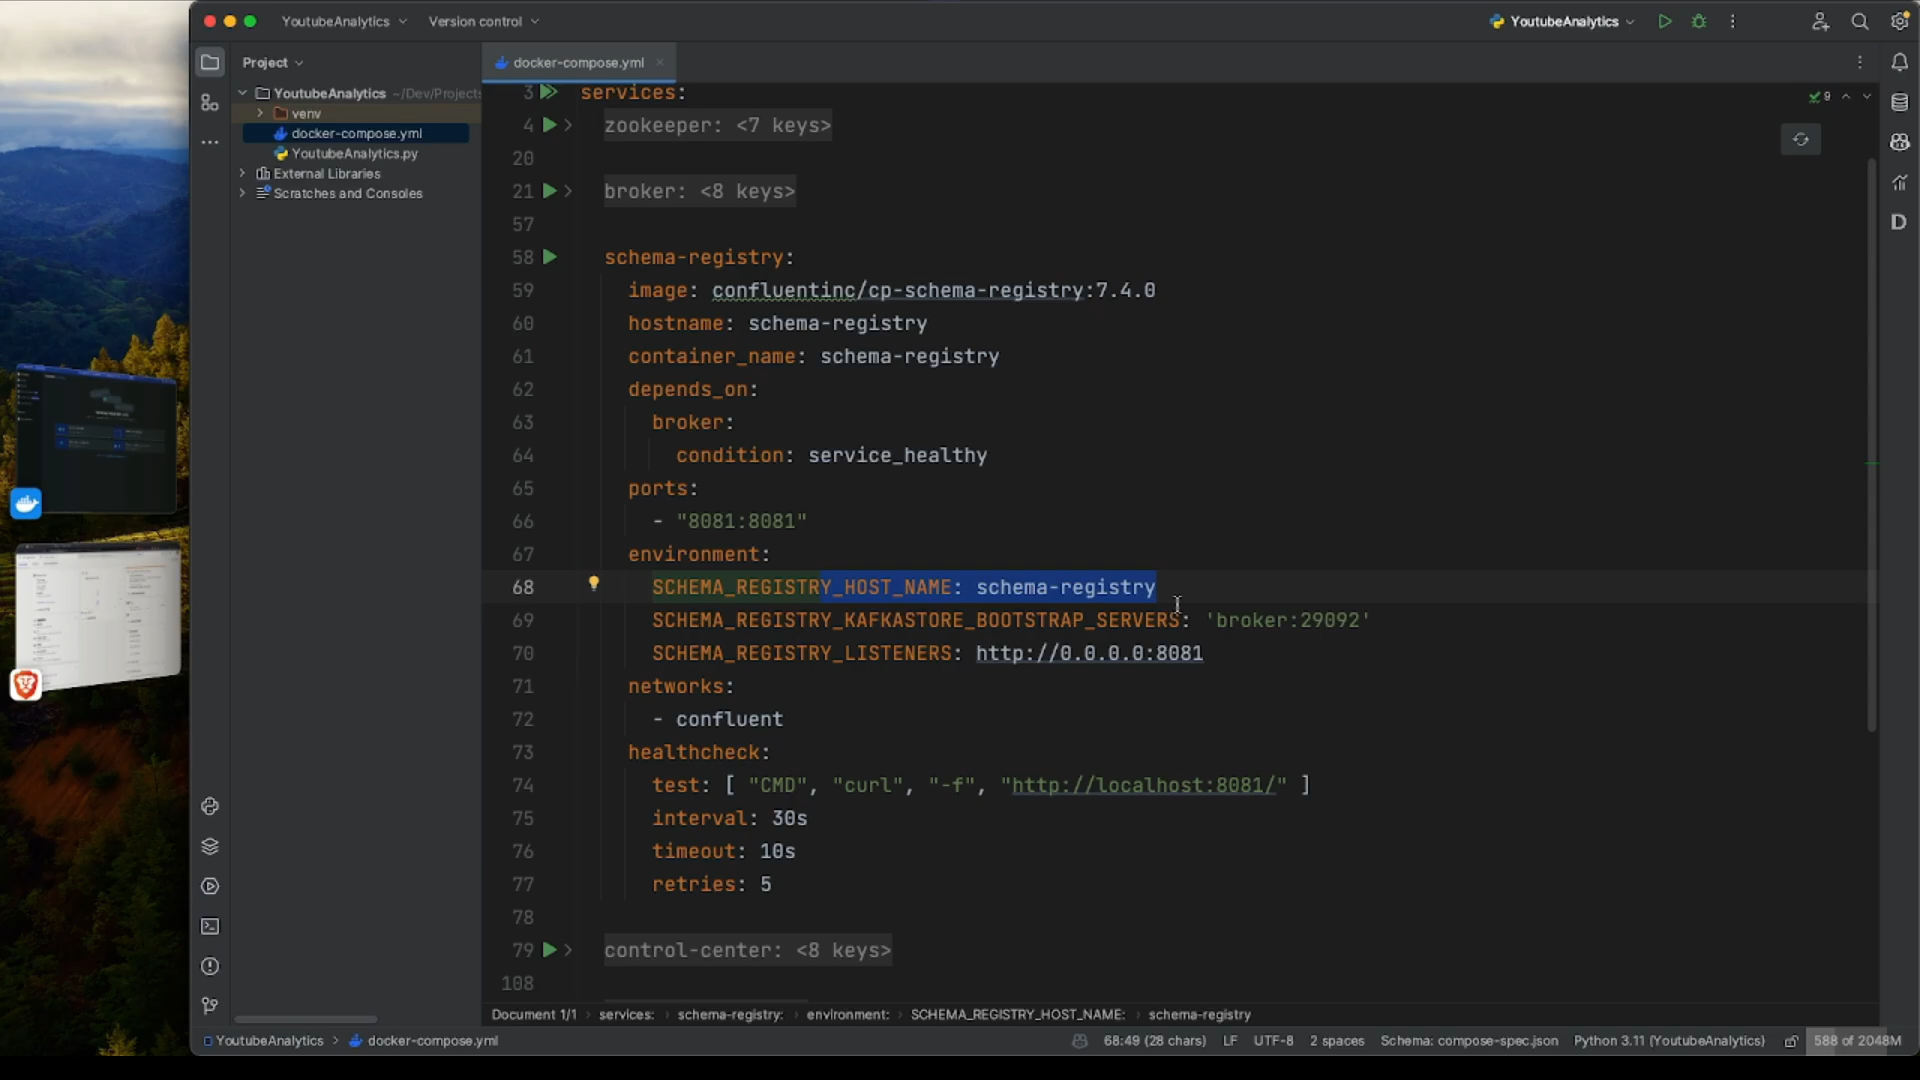 YoutubeAnalytics
Version control
YoutubeAnalytics
Project
docker-compose.yml
YoutubeAnalytics ~/Dev/Projects
venv
docker-compose.yml
YoutubeAnalytics.py
External Libraries
Scratches and Consoles
9
3 services:
4 zookeeper: <7 keys>
20
21 broker: <8 keys>
57
58 schema-registry:
59 image: confluentinc/cp-schema-registry:7.4.0
60 hostname: schema-registry
61 container_name: schema-registry
62 depends_on:
63 broker:
64 condition: service_healthy
65 ports:
66 - "8081:8081"
67 environment:
68 SCHEMA_REGISTRY_HOST_NAME: schema-registry
69 SCHEMA_REGISTRY_KAFKASTORE_BOOTSTRAP_SERVERS: 'broker:29092'
70 SCHEMA_REGISTRY_LISTENERS: http://0.0.0.0:8081
71 networks:
72 - confluent
73 healthcheck:
74 test: [ "CMD", "curl", "-f", "http://localhost:8081/" ]
75 interval: 30s
76 timeout: 10s
77 retries: 5
78
79 control-center: <8 keys>
108
D
Document 1/1 services: schema-registry: environment: SCHEMA_REGISTRY_HOST_NAME: schema-registry
YoutubeAnalytics docker-compose.yml 68:49 (28 chars) LF UTF-8 2 spaces Schema: compose-spec.json Python 3.11 (YoutubeAnalytics) 588 of 2048M